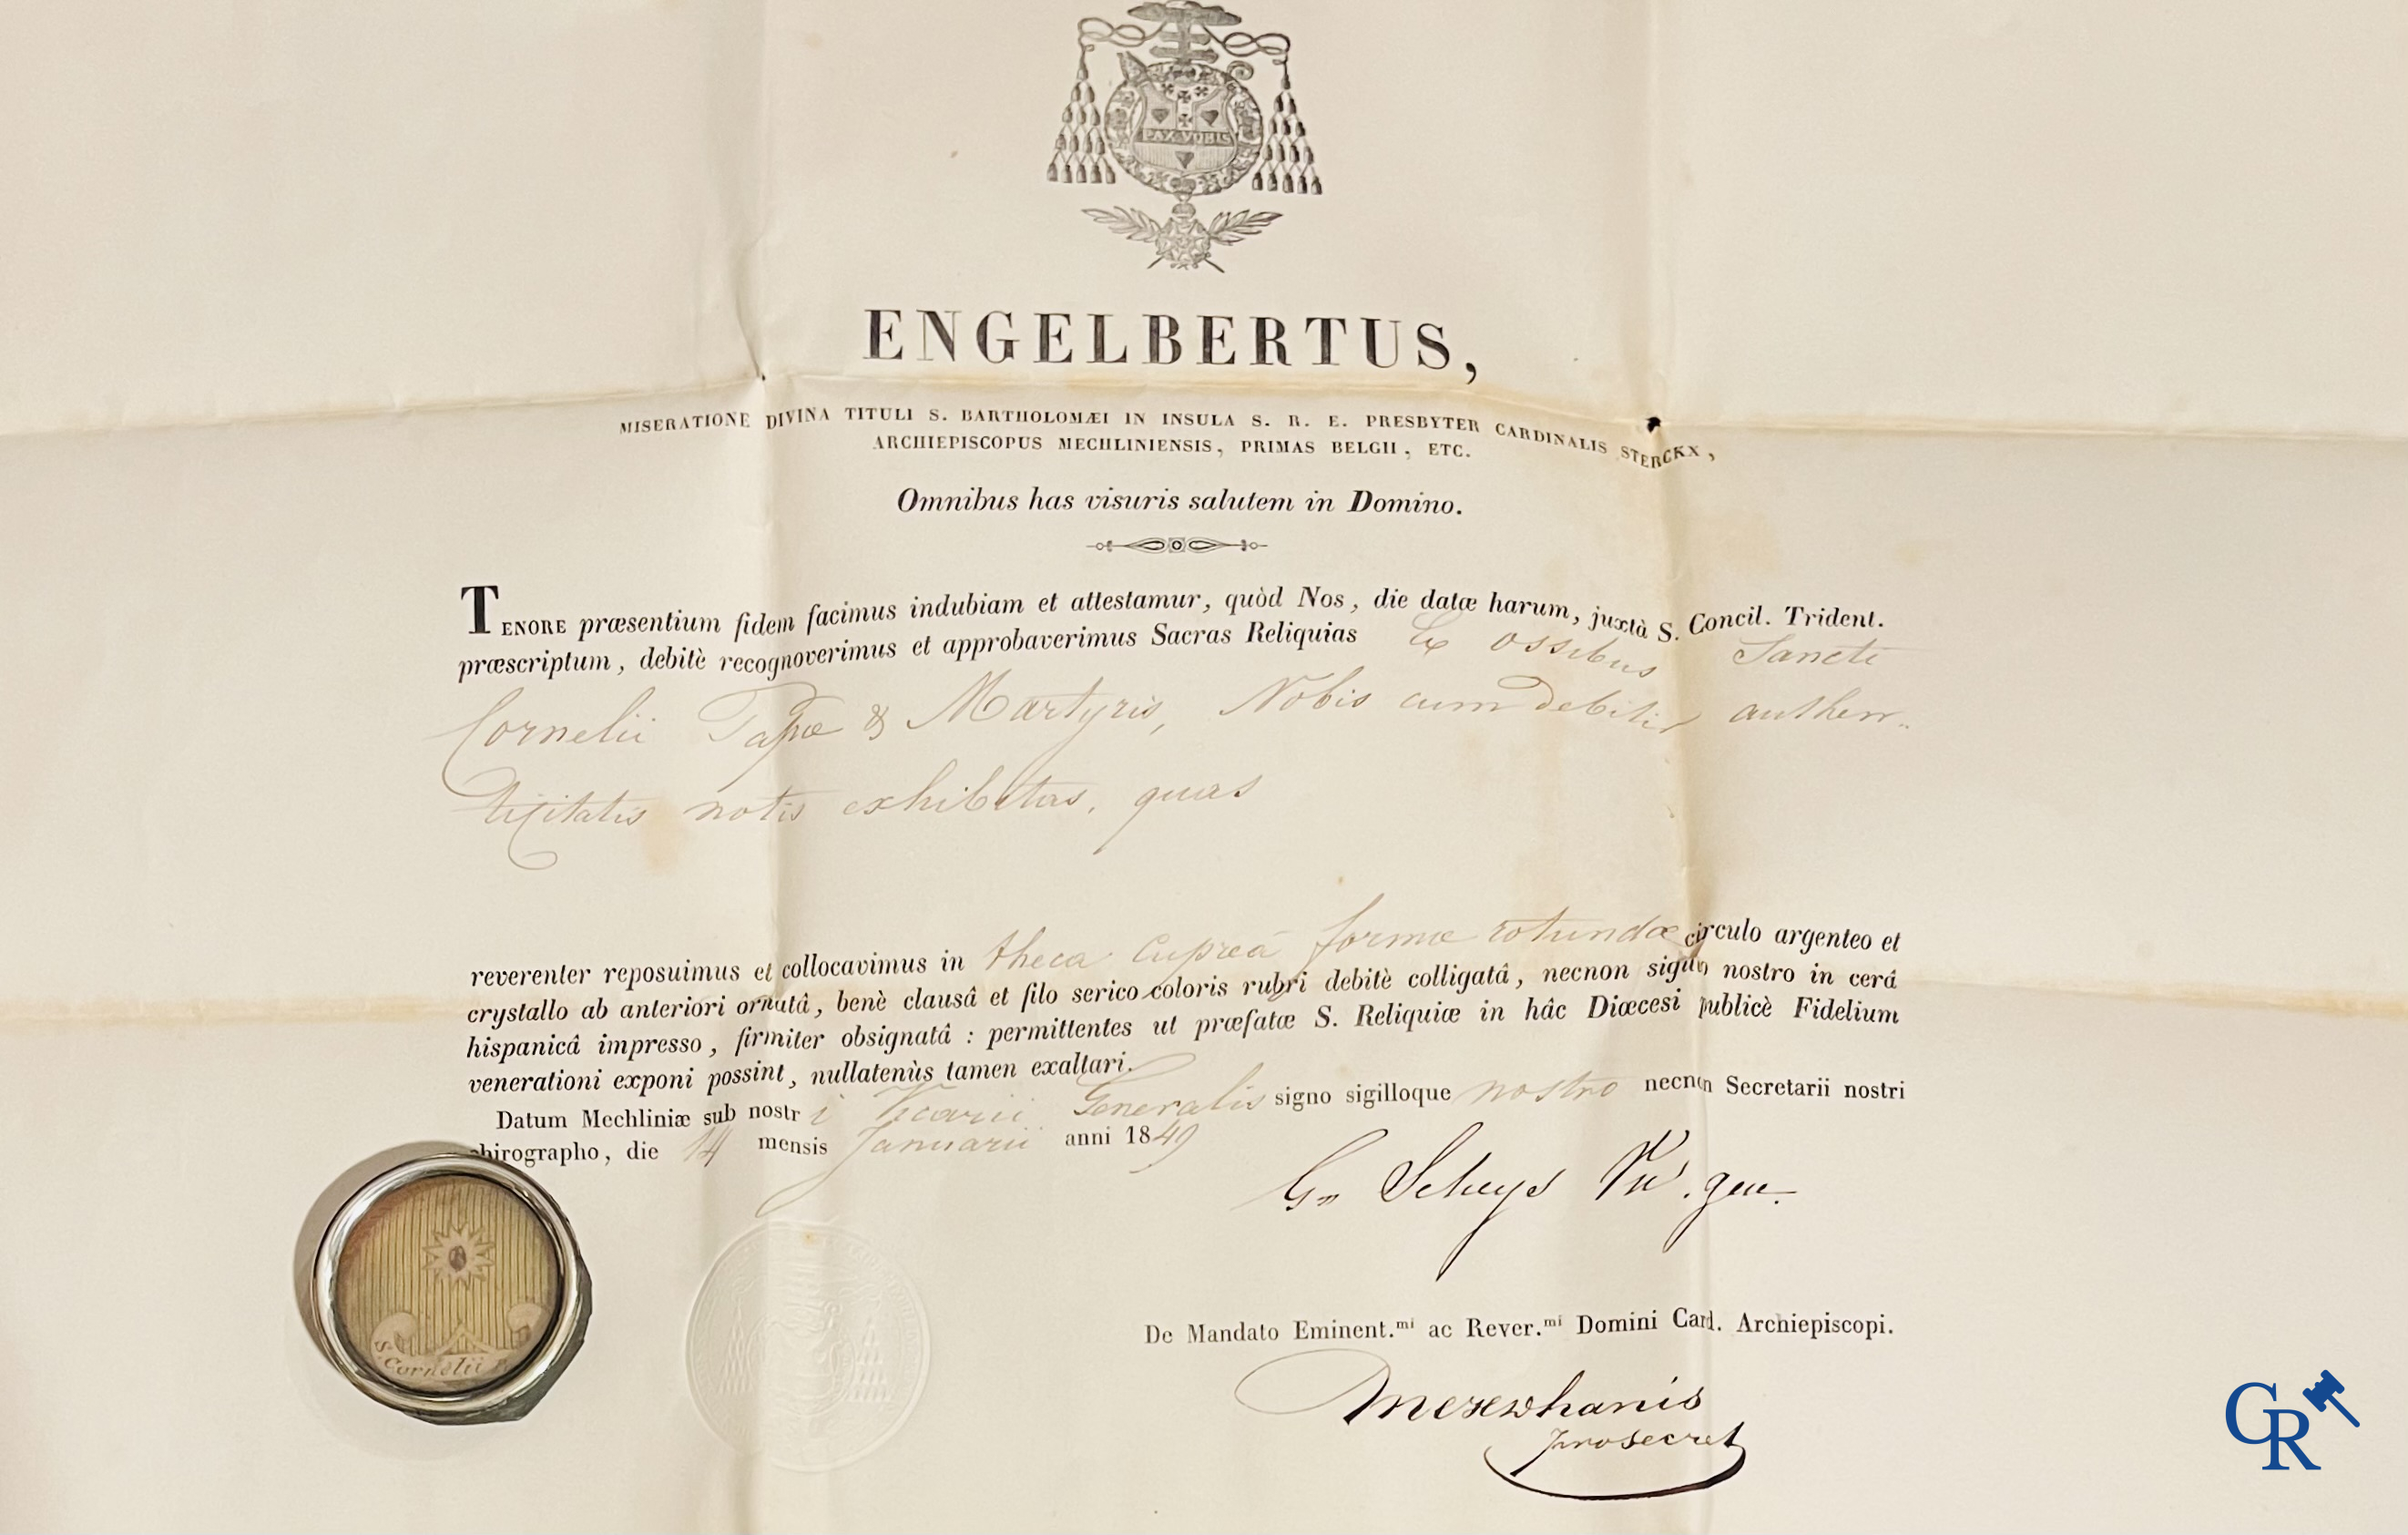 PAX VOBIS
ENGELBERTUS,
MISERATIONE DIVINA TITULI S. BARTHOLOMÆI IN INSULA S. R. E. PRESBYTER CARDINALIS STERCKX,
ARCHIEPISCOPUS MECHLINIENSIS, PRIMAS BELGII, ETC.
Omnibus has visuris salutem in Domino.
TENORE præsentium fidem facimus indubiam et attestamur, quòd Nos, die datæ harum, juxtà S. Concil. Trident.
præscriptum, debitè recognoverimus et approbaverimus Sacras Reliquias Ex ossibus Sancti
Cornelii Papæ & Martyris, Nobis cum debitis authen-
ticitatis notis exhibitas, quas
reverenter reposuimus et collocavimus in theca cupreâ formæ rotundæ circulo argenteo et
crystallo ab anteriori ornatâ, benè clausâ et filo serico coloris rubri debitè colligatâ, necnon sigillo nostro in cerâ
hispanicâ impresso, firmiter obsignatâ : permittentes ut præfatæ S. Reliquiæ in hâc Diœcesi publicè Fidelium
venerationi exponi possint, nullatenùs tamen exaltari.
Datum Mechliniæ sub nostri Vicarii Generalis signo sigilloque nostro necnon Secretarii nostri
chirographo, die 14 mensis Januarii anni 1849
Schuys Vic. gen.
De Mandato Eminent.mi ac Rever.mi Domini Card. Archiepiscopi.
prosecret
S. Cornelii
CR